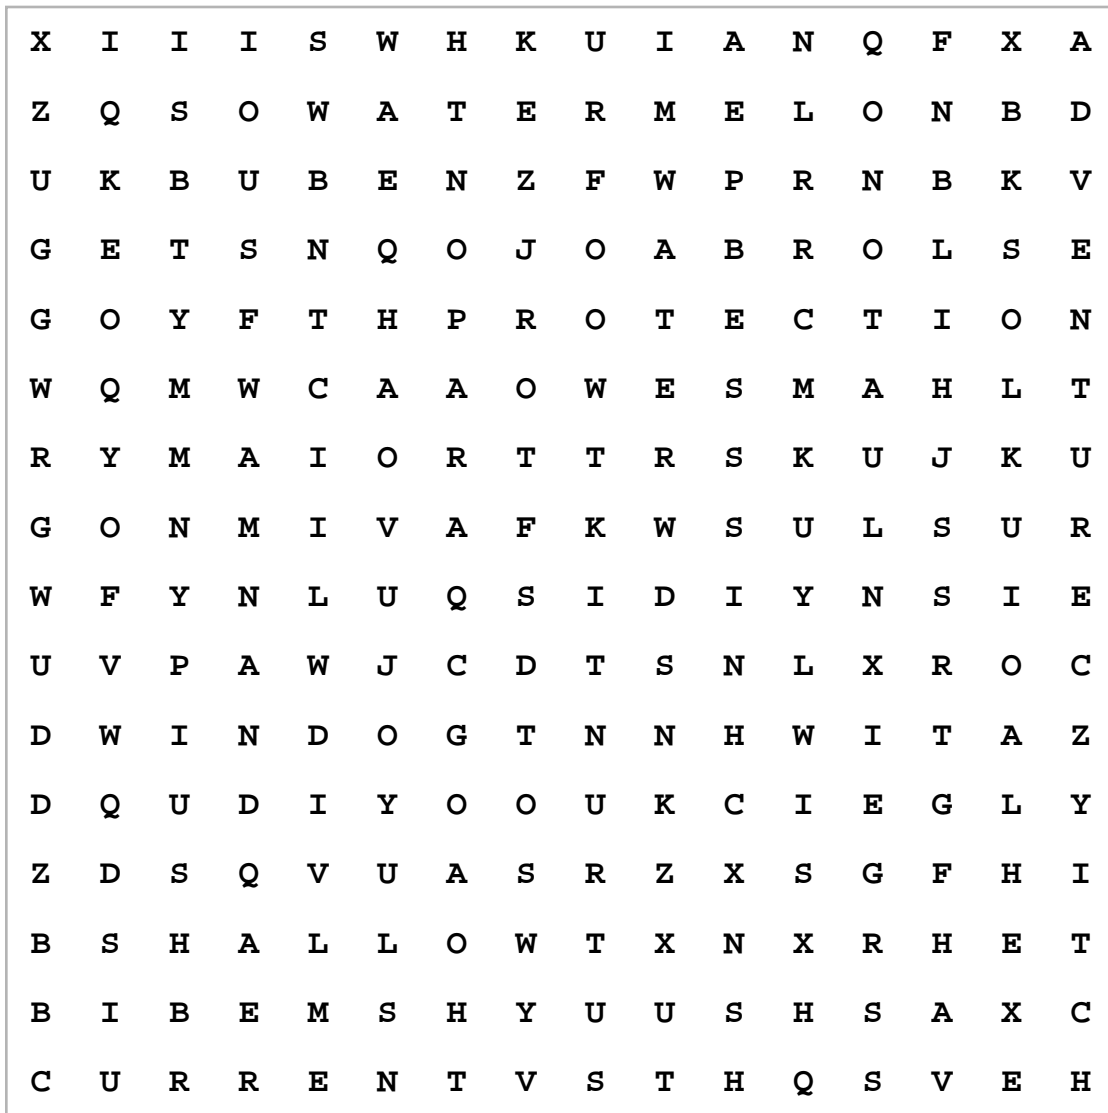 X I I I S W H K U I A N Q F X A
Z Q S O W A T E R M E L O N B D
U K B U B E N Z F W P R N B K V
G E T S N Q O J O A B R O L S E
G O Y F T H P R O T E C T I O N
W Q M W C A A O W E S M A H L T
R Y M A I O R T T R S K U J K U
G O N M I V A F K W S U L S U R
W F Y N L U Q S I D I Y N S I E
U V P A W J C D T S N L X R O C
D W I N D O G T N N H W I T A Z
D Q U D I Y O O U K C I E G L Y
Z D S Q V U A S R Z X S G F H I
B S H A L L O W T X N X R H E T
B I B E M S H Y U U S H S A X C
C U R R E N T V S T H Q S V E H